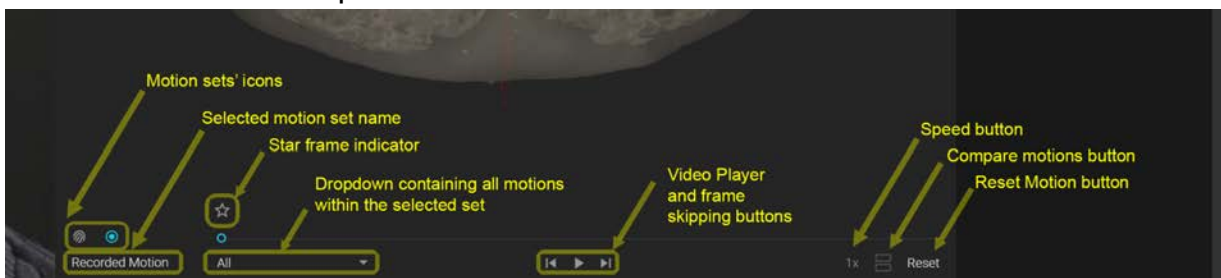 Motion sets' icons
Selected motion set name
Star frame indicator
Dropdown containing all motions
within the selected set
Video Player
and frame
skipping buttons
Speed button
Compare motions button
Reset Motion button
Recorded Motion
All
1x
Reset